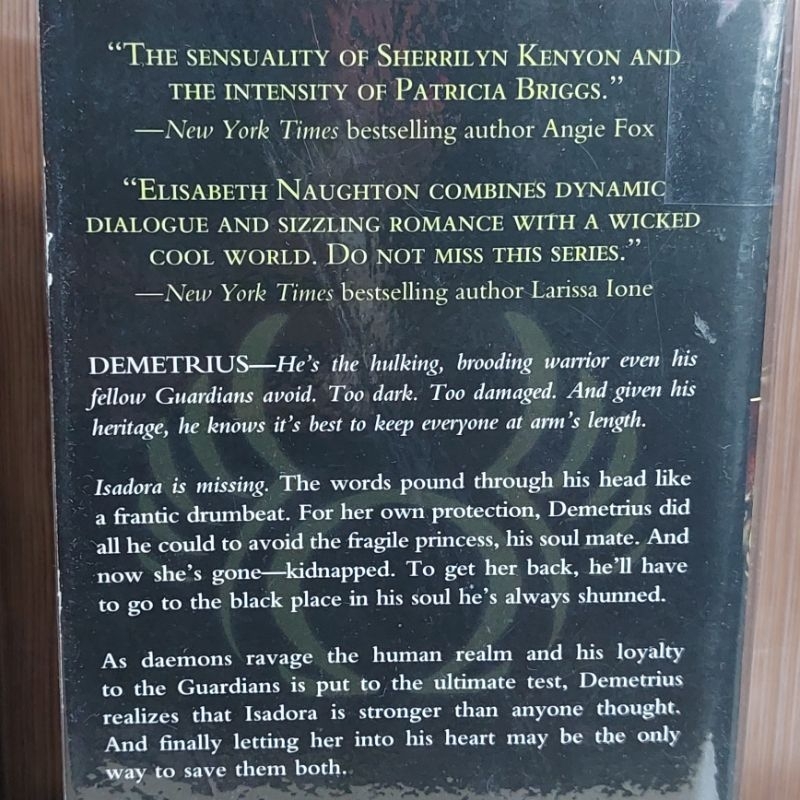 “The sensuality of Sherrilyn Kenyon and
the intensity of Patricia Briggs.”
—New York Times bestselling author Angie Fox
“Elisabeth Naughton combines dynamic
dialogue and sizzling romance with a wicked
cool world. Do not miss this series.”
—New York Times bestselling author Larissa Ione
DEMETRIUS—He’s the hulking, brooding warrior even his
fellow Guardians avoid. Too dark. Too damaged. And given his
heritage, he knows it’s best to keep everyone at arm’s length.
Isadora is missing. The words pound through his head like
a frantic drumbeat. For her own protection, Demetrius did
all he could to avoid the fragile princess, his soul mate. And
now she’s gone—kidnapped. To get her back, he’ll have
to go to the black place in his soul he’s always shunned.
As daemons ravage the human realm and his loyalty
to the Guardians is put to the ultimate test, Demetrius
realizes that Isadora is stronger than anyone thought.
And finally letting her into his heart may be the only
way to save them both.